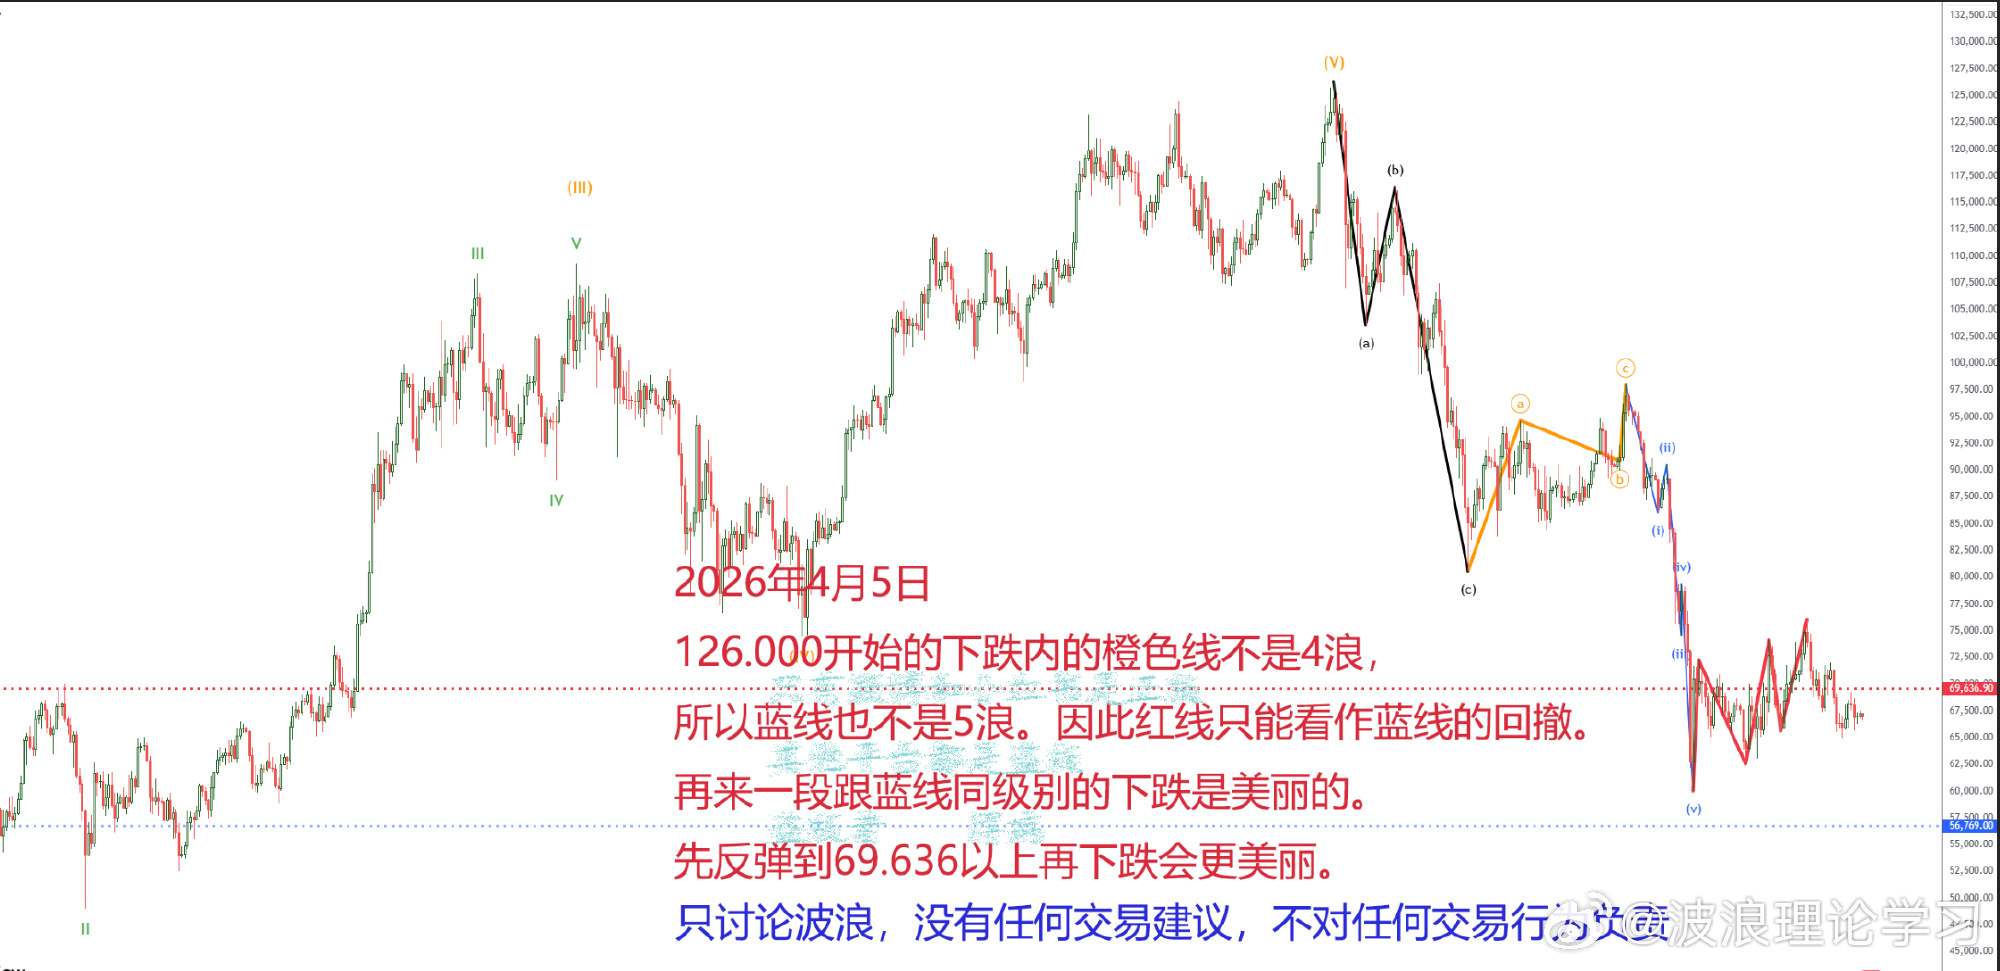 132,500.00
130,000.00
127,500.00
125,000.00
122,500.00
120,000.00
117,500.00
115,000.00
112,500.00
110,000.00
107,500.00
105,000.00
102,500.00
100,000.00
97,500.00
95,000.00
92,500.00
90,000.00
87,500.00
85,000.00
82,500.00
80,000.00
77,500.00
75,000.00
72,500.00
69,636.90
67,500.00
65,000.00
62,500.00
60,000.00
57,500.00
56,769.00
55,000.00
52,500.00
50,000.00
45,000.00
(V)
(III)
(b)
V
III
(a)
c
a
(ii)
b
IV
(i)
(iv)
(c)
(iii)
(v)
II
2026年4月5日
126.000开始的下跌内的橙色线不是4浪，
所以蓝线也不是5浪。因此红线只能看作蓝线的回撤。
再来一段跟蓝线同级别的下跌是美丽的。
先反弹到69.636以上再下跌会更美丽。
只讨论波浪，没有任何交易建议，不对任何交易行为负责
@波浪理论学习